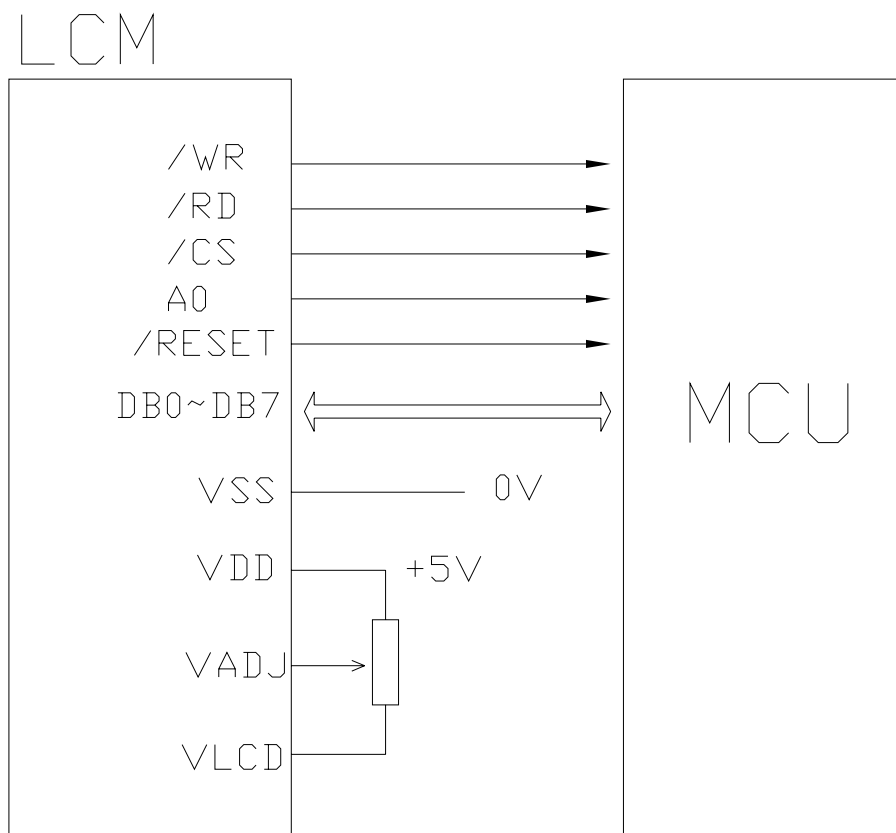 LCM
/WR
/RD
/CS
A0
/RESET
DB0~DB7
MCU
VSS
0V
VDD
+5V
VADJ
VLCD